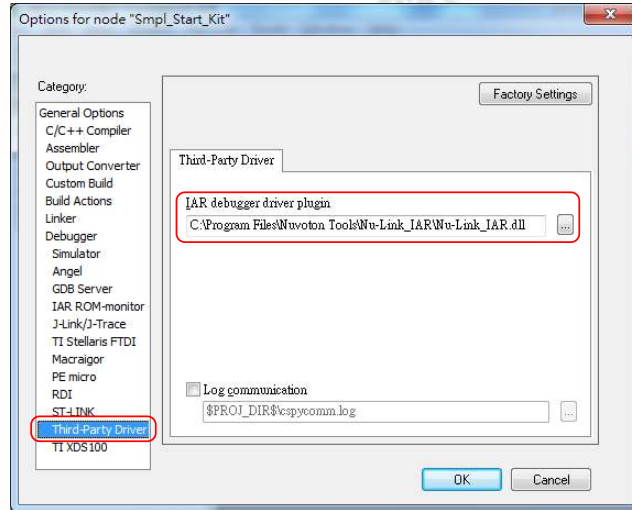 Options for node "Smpl_Start_Kit"
Category:
Factory Settings
General Options
C/C++ Compiler
Assembler
Output Converter
Custom Build
Build Actions
Linker
Debugger
Simulator
Angel
GDB Server
IAR ROM-monitor
J-Link/J-Trace
TI Stellaris FTDI
Macraigor
PE micro
RDI
ST-LINK
Third-Party Driver
TI XDS100
Third-Party Driver
IAR debugger driver plugin
C:\Program Files\Nuvoton Tools\Nu-Link_IAR\Nu-Link_IAR.dll
...
Log communication
$PROJ_DIR$\cspycomm.log
...
OK
Cancel